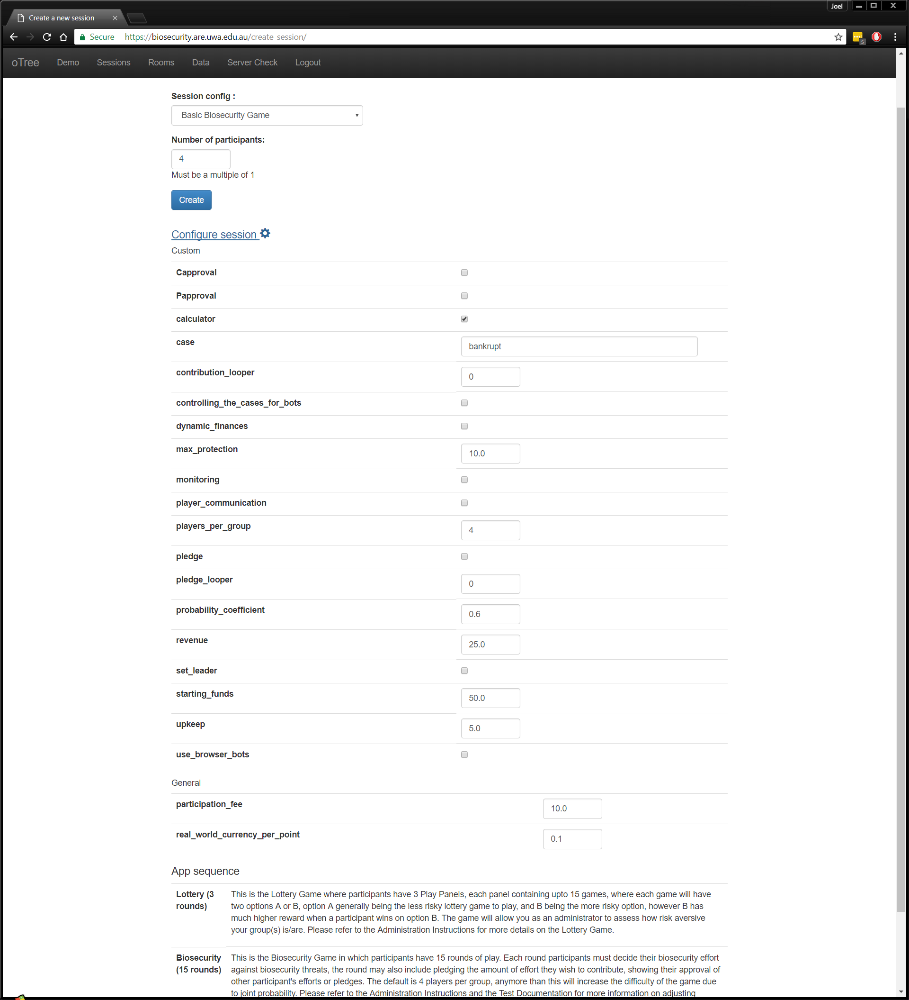 Joel
Create a new session
Secure https://biosecurity.are.uwa.edu.au/create_session/
5
oTree Demo Sessions Rooms Data Server Check Logout
Session config :
Basic Biosecurity Game
Number of participants:
4
Must be a multiple of 1
Create
Configure session
Custom
Capproval
Papproval
calculator
case bankrupt
contribution_looper 0
controlling_the_cases_for_bots
dynamic_finances
max_protection 10.0
monitoring
player_communication
players_per_group 4
pledge
pledge_looper 0
probability_coefficient 0.6
revenue 25.0
set_leader
starting_funds 50.0
upkeep 5.0
use_browser_bots
General
participation_fee 10.0
real_world_currency_per_point 0.1
App sequence
Lottery (3 This is the Lottery Game where participants have 3 Play Panels, each panel containing upto 15 games, where each game will have
rounds) two options A or B, option A generally being the less risky lottery game to play, and B being the more risky option, however B has
much higher reward when a participant wins on option B. The game will allow you as an administrator to assess how risk aversive
your group(s) is/are. Please refer to the Administration Instructions for more details on the Lottery Game.
Biosecurity This is the Biosecurity Game in which participants have 15 rounds of play. Each round participants must decide their biosecurity effort
(15 rounds) against biosecurity threats, the round may also include pledging the amount of effort they wish to contribute, showing their approval of
other participant's efforts or pledges. The default is 4 players per group, anymore than this will increase the difficulty of the game due
to joint probability. Please refer to the Administration Instructions and the Test Documentation for more information on adjusting